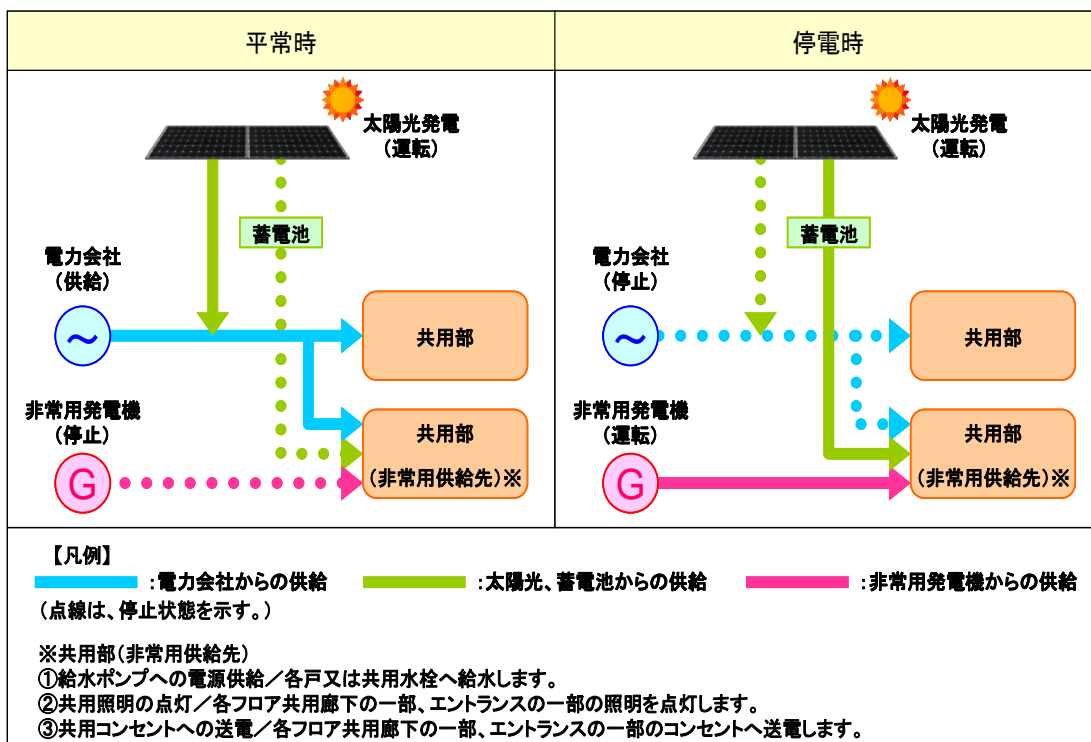 平常時
停電時
太陽光発電
(運転)
蓄電池
電力会社
(供給)
~
共用部
非常用発電機
(停止)
G
共用部
(非常用供給先)※
太陽光発電
(運転)
蓄電池
電力会社
(停止)
~
共用部
非常用発電機
(運転)
G
共用部
(非常用供給先)※
【凡例】
:電力会社からの供給
:太陽光、蓄電池からの供給
:非常用発電機からの供給
(点線は、停止状態を示す。)
※共用部(非常用供給先)
①給水ポンプへの電源供給/各戸又は共用水栓へ給水します。
②共用照明の点灯/各フロア共用廊下の一部、エントランスの一部の照明を点灯します。
③共用コンセントへの送電/各フロア共用廊下の一部、エントランスの一部のコンセントへ送電します。